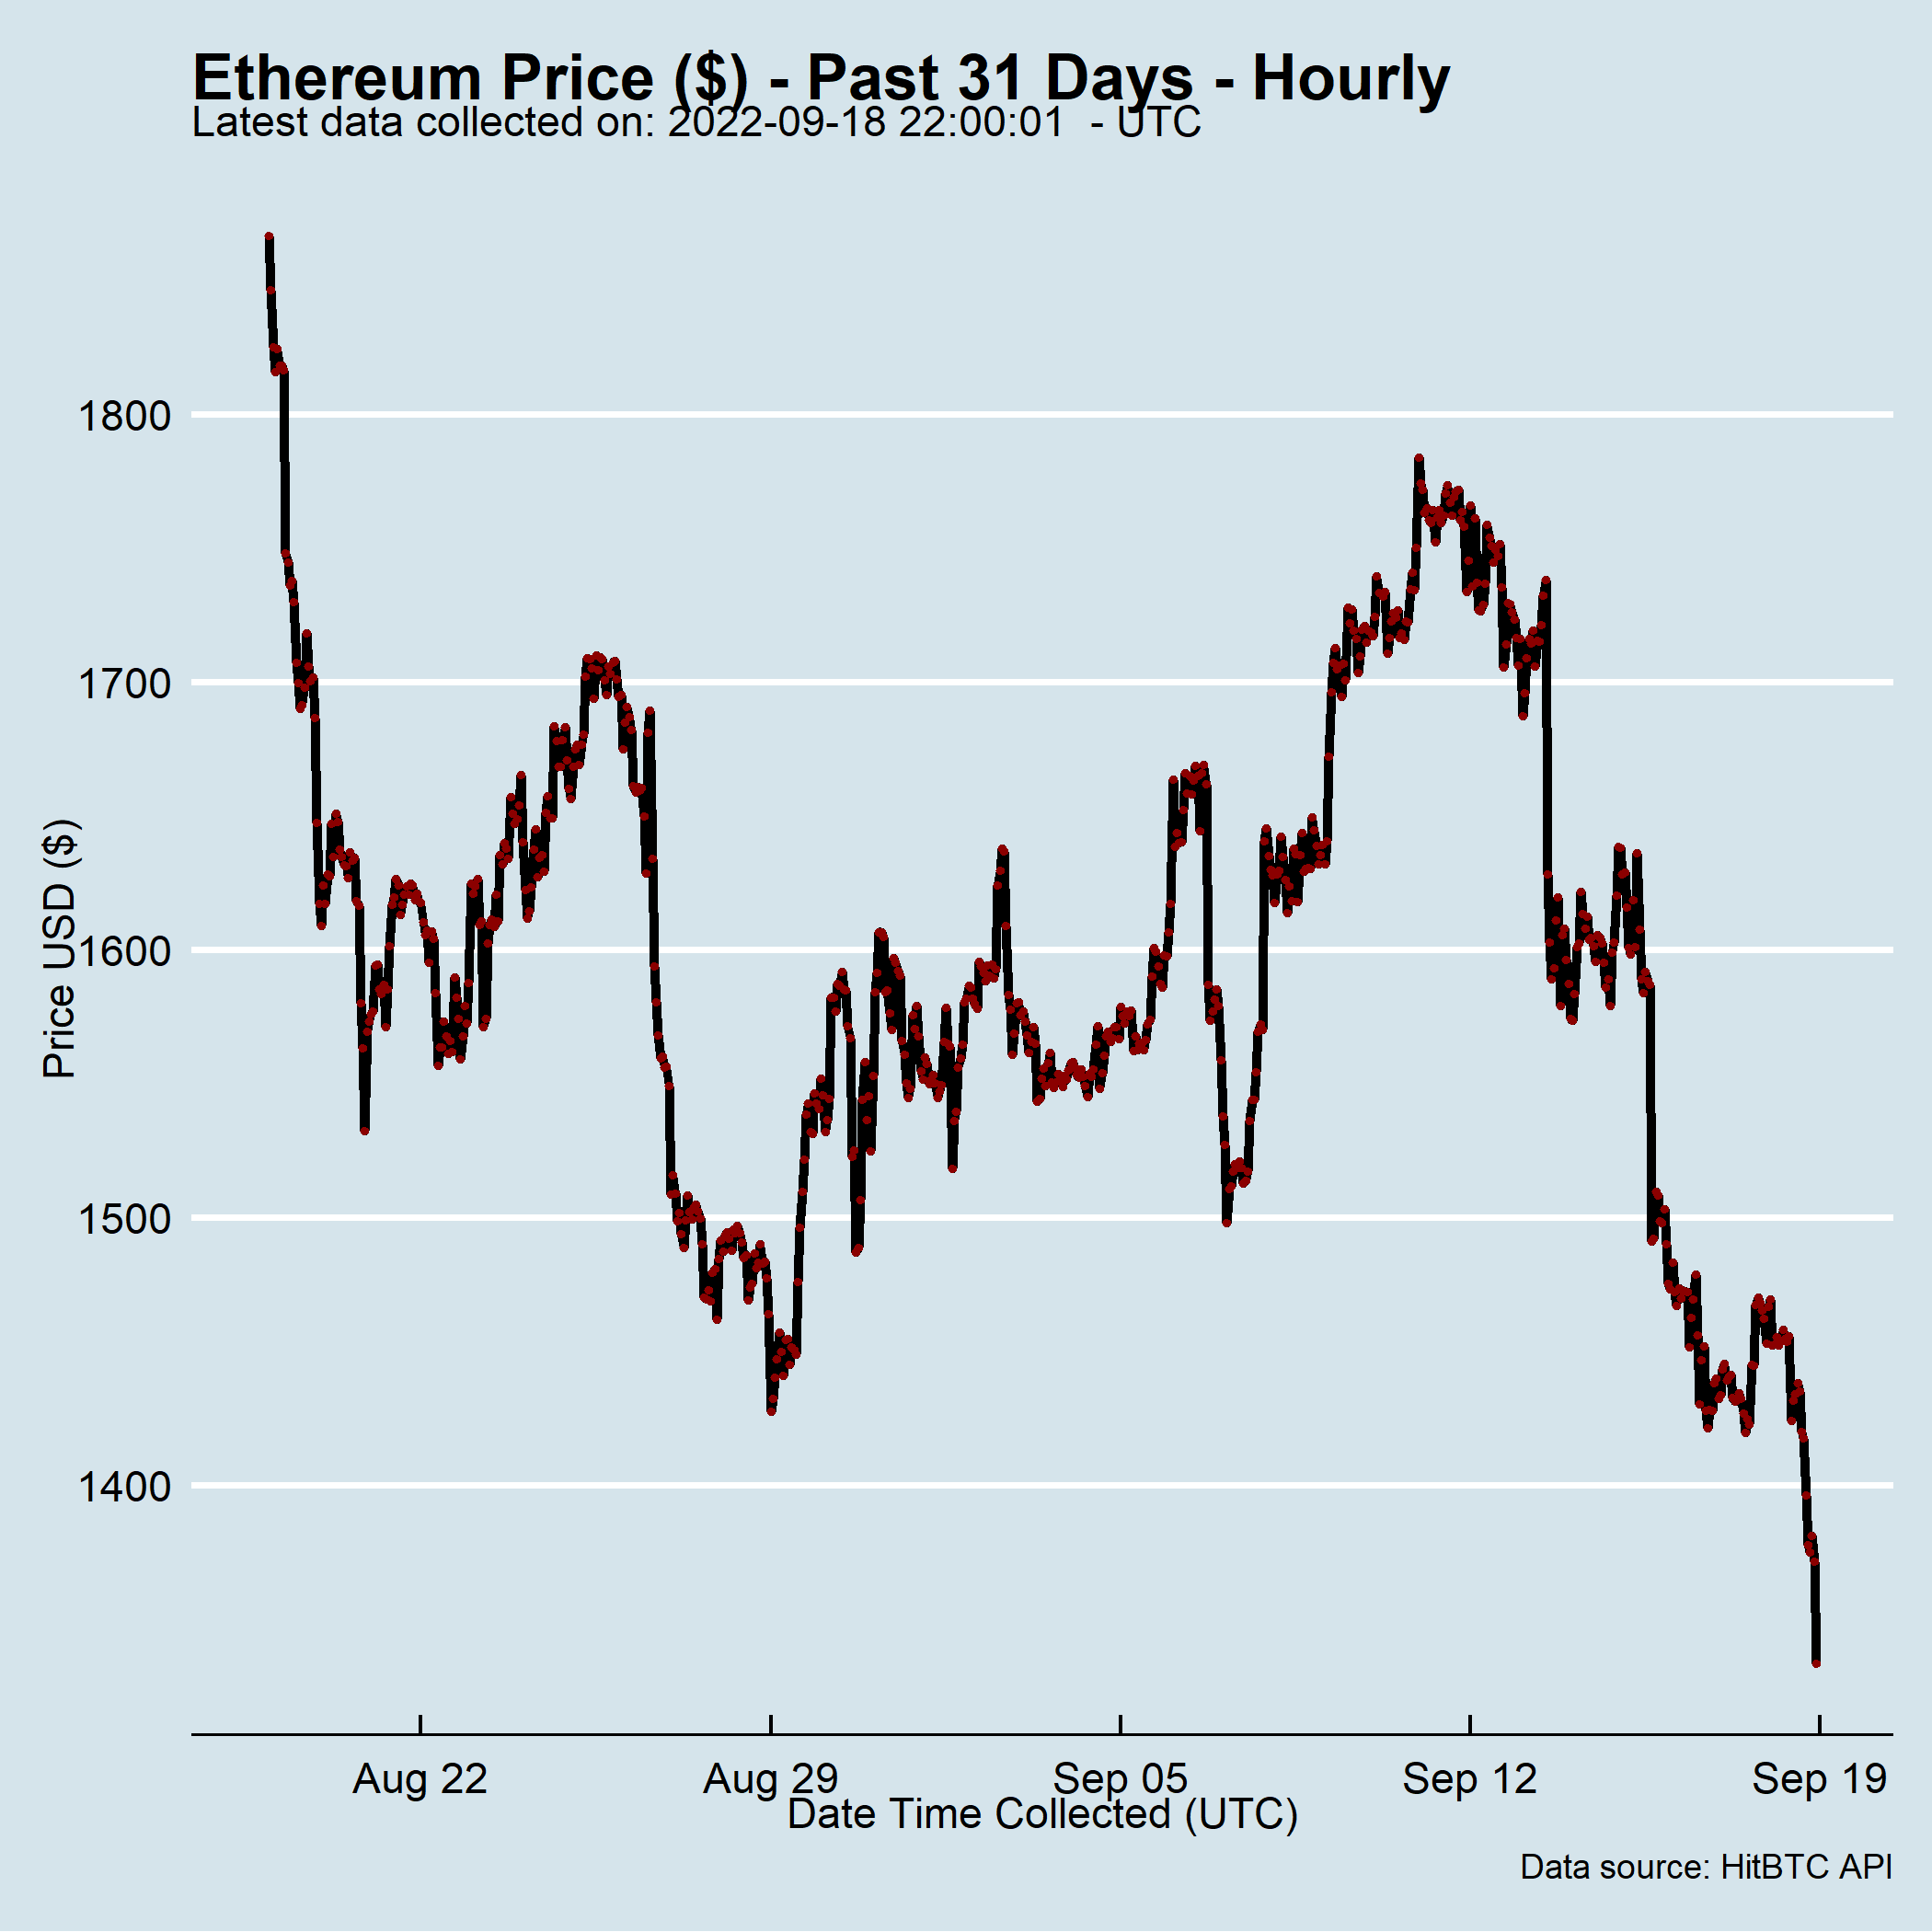 Ethereum Price ($) - Past 31 Days - Hourly
Latest data collected on: 2022-09-18 22:00:01  - UTC
Price USD ($)
1800
1700
1600
1500
1400
Aug 22
Aug 29
Sep 05
Sep 12
Sep 19
Date Time Collected (UTC)
Data source: HitBTC API